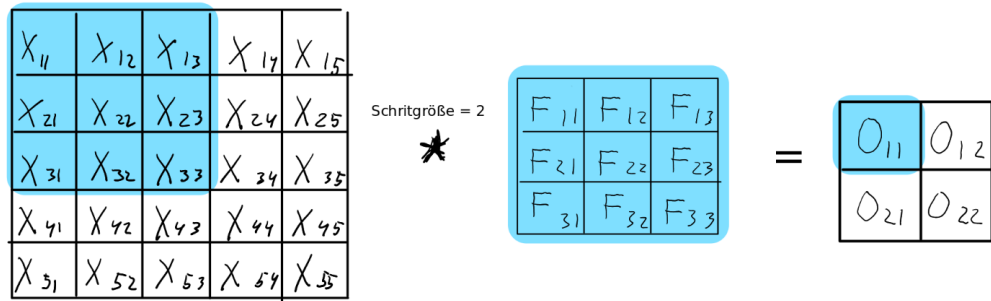 X11 X12 X13 X14 X15
X21 X22 X23 X24 X25
X31 X32 X33 X34 X35
X41 X42 X43 X44 X45
X51 X52 X53 X54 X55
Schritgröße = 2
*
F11 F12 F13
F21 F22 F23
F31 F32 F33
=
O11 O12
O21 O22